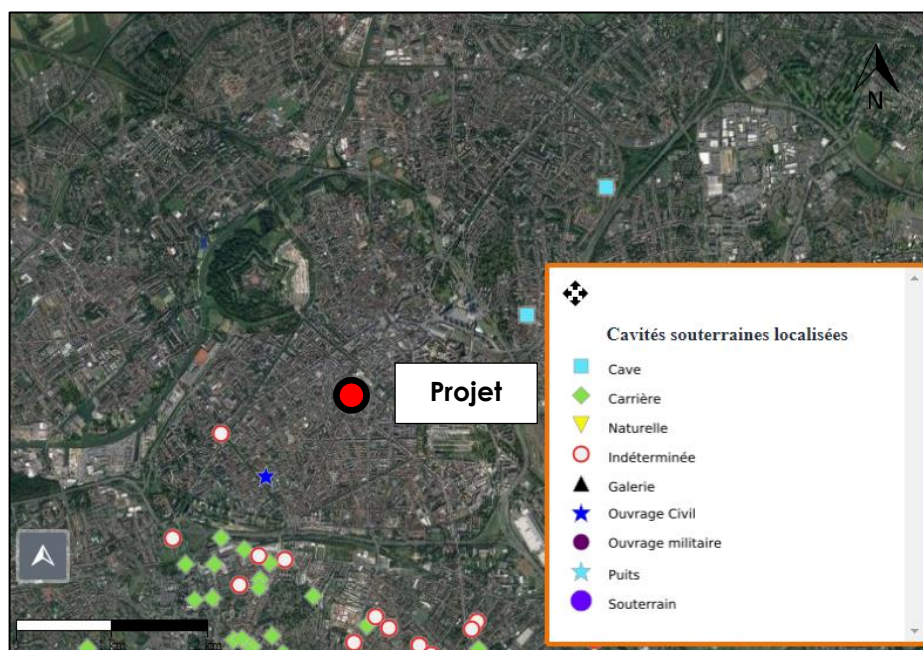 N
Projet
Cavités souterraines localisées
Cave
Carrière
Naturelle
Indéterminée
Galerie
Ouvrage Civil
Ouvrage militaire
Puits
Souterrain